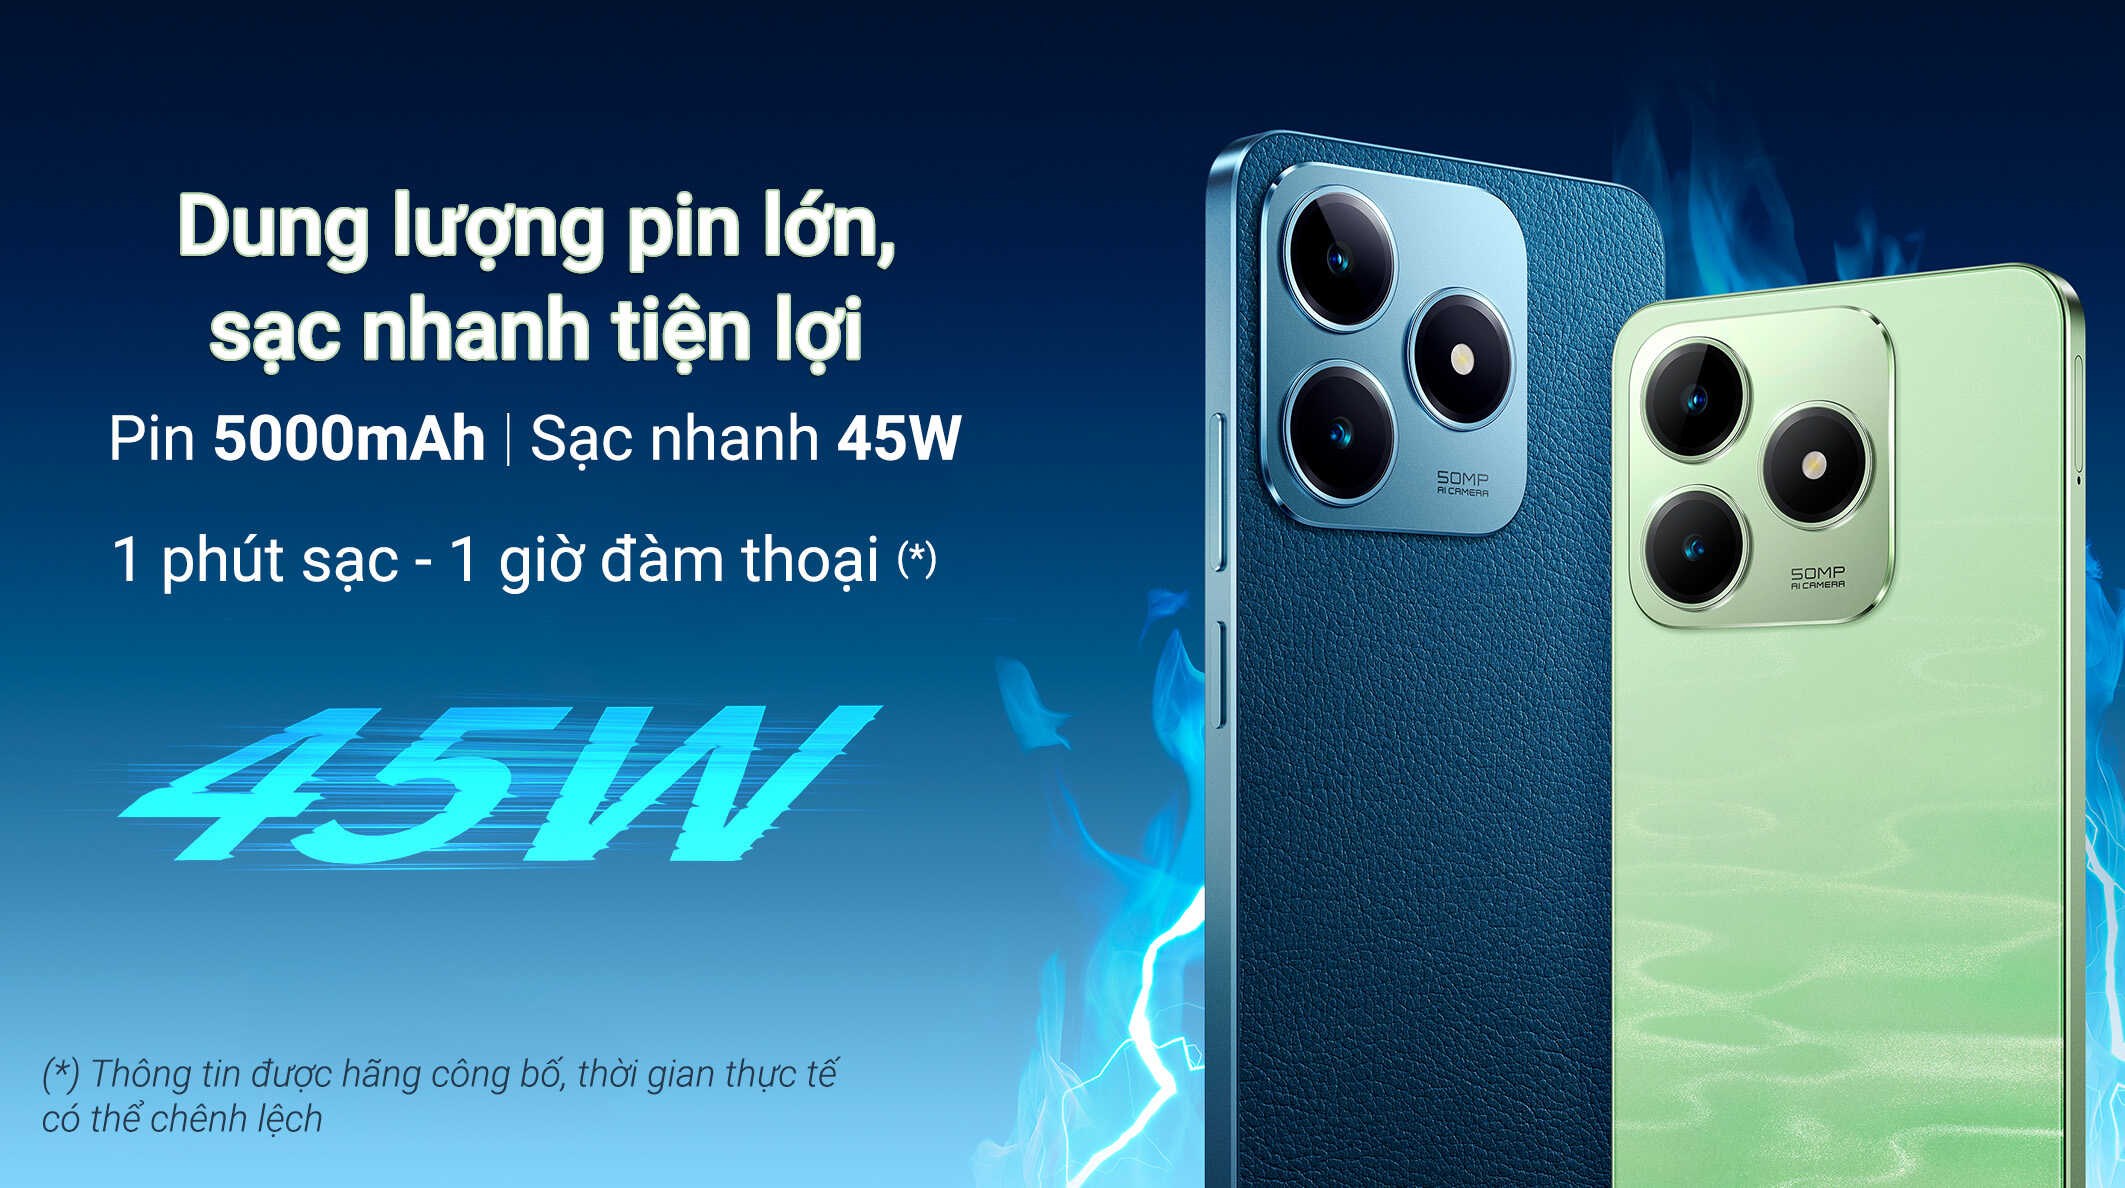 Dung lượng pin lớn,
sạc nhanh tiện lợi
Pin 5000mAh | Sạc nhanh 45W
1 phút sạc - 1 giờ đàm thoại (*)
45W
(*) Thông tin được hãng công bố, thời gian thực tế
có thể chênh lệch
50MP
AI CAMERA
50MP
AI CAMERA